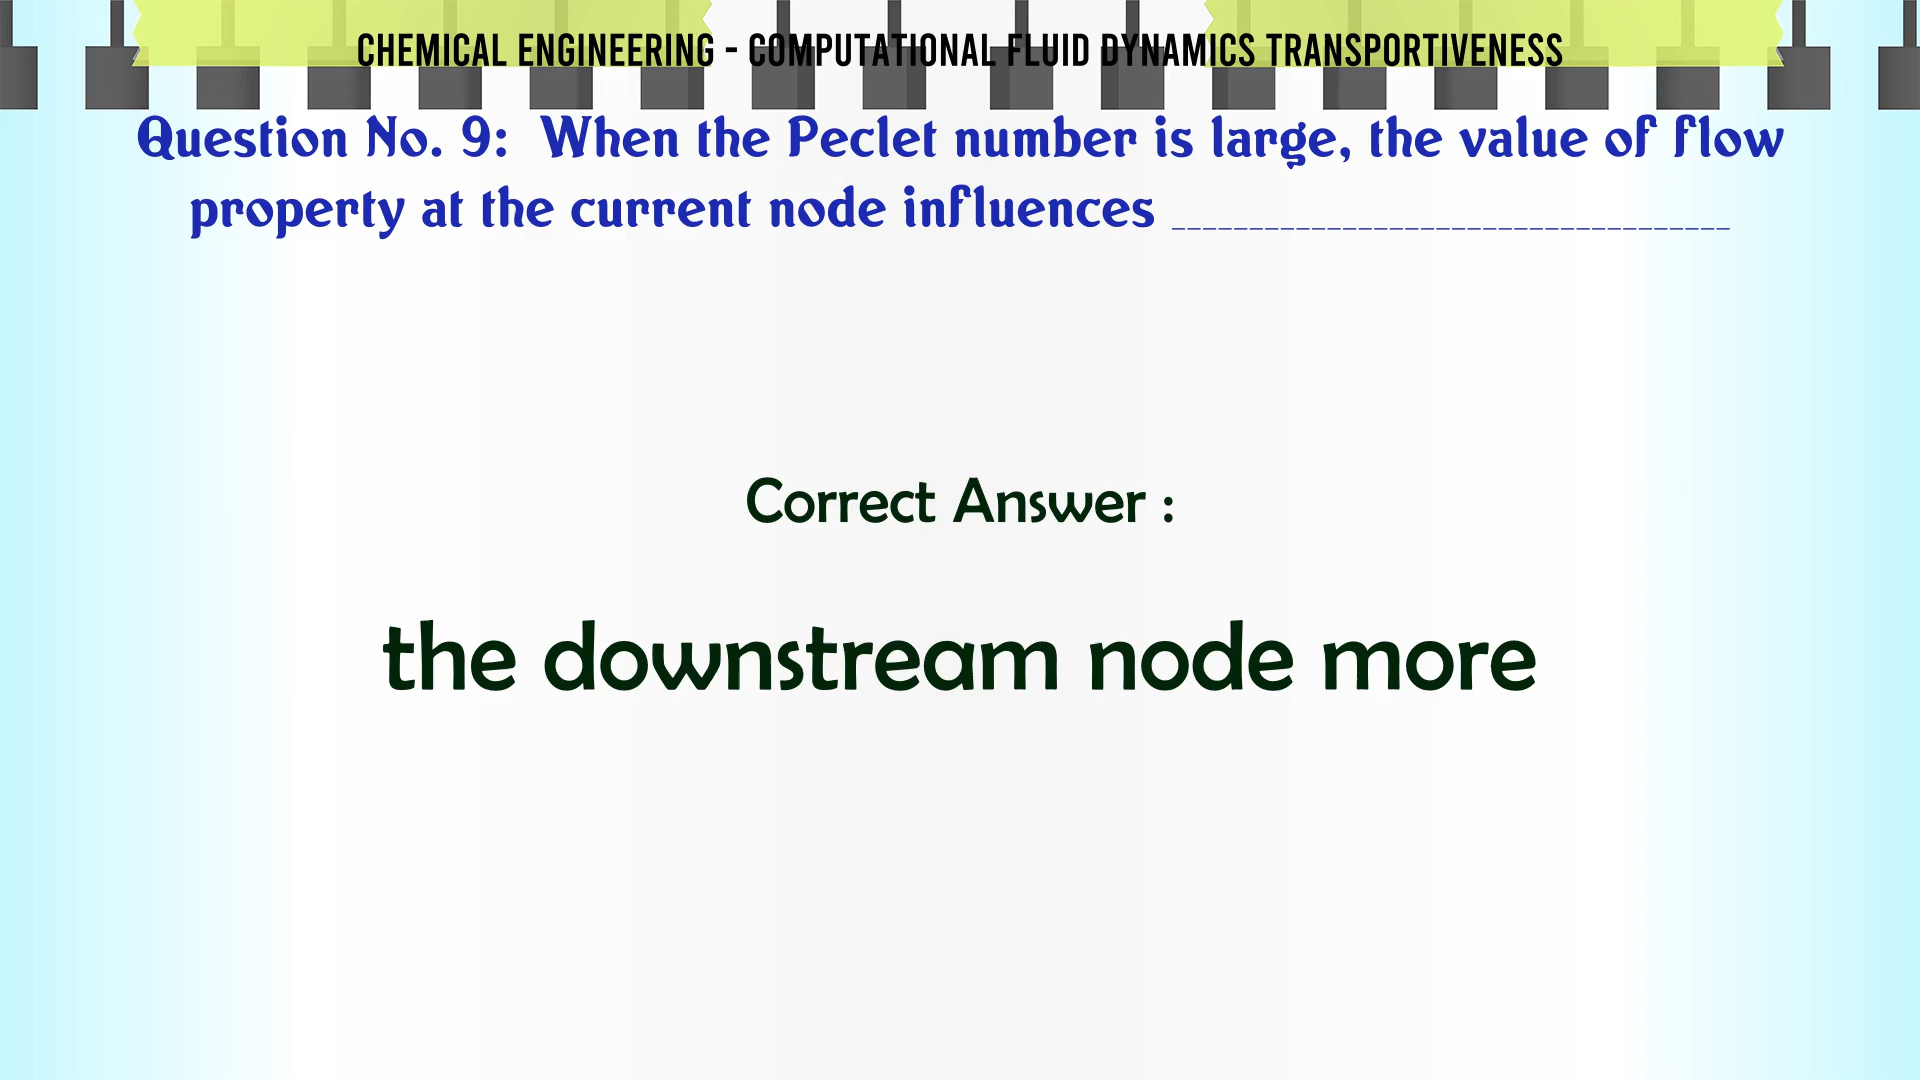 CHEMICAL ENGINEERING - COMPUTATIONAL FLUID DYNAMICS TRANSPORTIVENESS
Question No. 9: When the Peclet number is large, the value of flow
property at the current node influences ____________________________________
Correct Answer :
the downstream node more